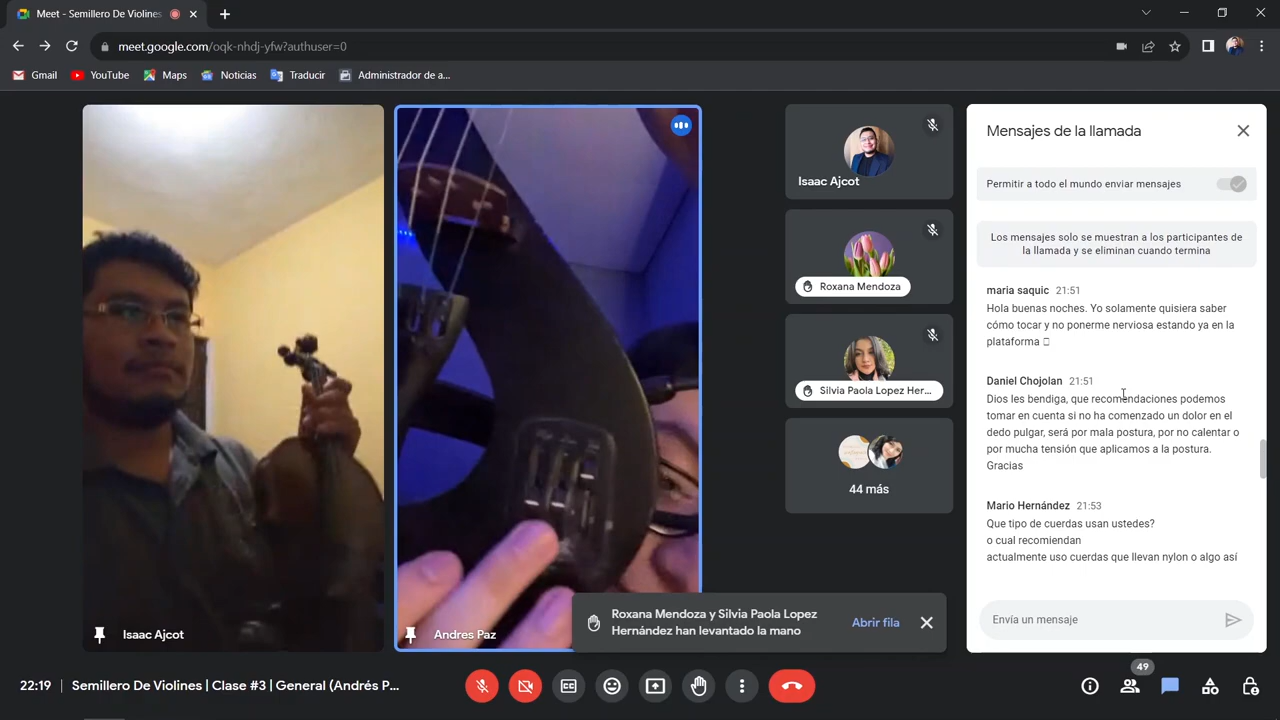 Meet - Semillero De Violines
meet.google.com/oqk-nhdj-yfw?authuser=0
Gmail
YouTube
Maps
Noticias
Traducir
Administrador de a...
Isaac Ajcot
Andres Paz
Isaac Ajcot
Roxana Mendoza
Silvia Paola Lopez Her...
44 más
Roxana Mendoza y Silvia Paola Lopez
Hernández han levantado la mano
Abrir fila
Mensajes de la llamada
Permitir a todo el mundo enviar mensajes
Los mensajes solo se muestran a los participantes de
la llamada y se eliminan cuando termina
maria saquic 21:51
Hola buenas noches. Yo solamente quisiera saber
cómo tocar y no ponerme nerviosa estando ya en la
plataforma
Daniel Chojolan 21:51
Dios les bendiga, que recomendaciones podemos
tomar en cuenta si no ha comenzado un dolor en el
dedo pulgar, será por mala postura, por no calentar o
por mucha tensión que aplicamos a la postura.
Gracias
Mario Hernández 21:53
Que tipo de cuerdas usan ustedes?
o cual recomiendan
actualmente uso cuerdas que llevan nylon o algo así
Envía un mensaje
22:19 | Semillero De Violines | Clase #3 | General (Andrés P...
49